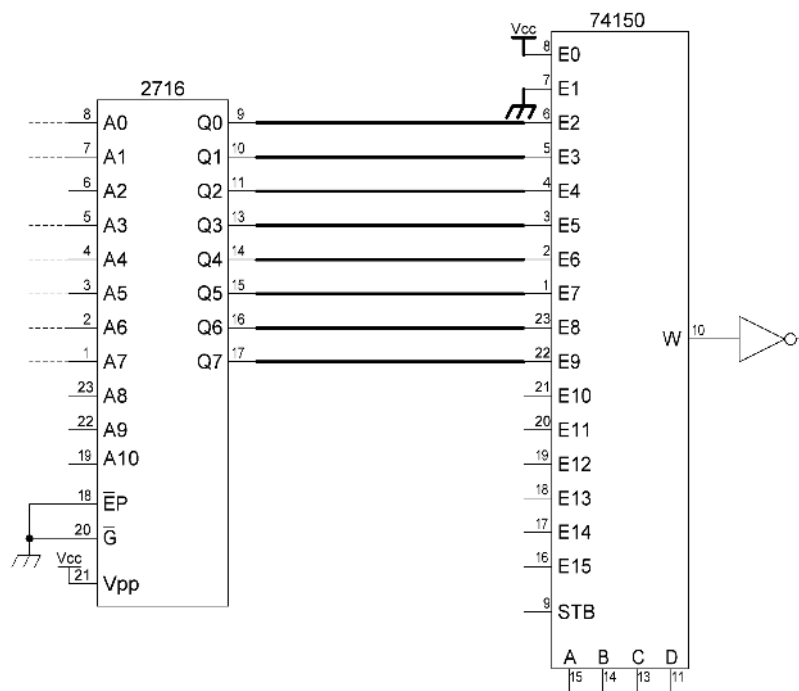 74150
Vcc
8 E0
7 E1
2716
8 A0 Q0 9 6 E2
7 A1 Q1 10 5 E3
6 A2 Q2 11 4 E4
5 A3 Q3 13 3 E5
4 A4 Q4 14 2 E6
3 A5 Q5 15 1 E7
2 A6 Q6 16 23 E8
W 10
1 A7 Q7 17 22 E9
23 A8 21 E10
22 A9 20 E11
19 A10 19 E12
18 EP 18 E13
20 G 17 E14
Vcc
21 Vpp 16 E15
9 STB
A B C D
15 14 13 11